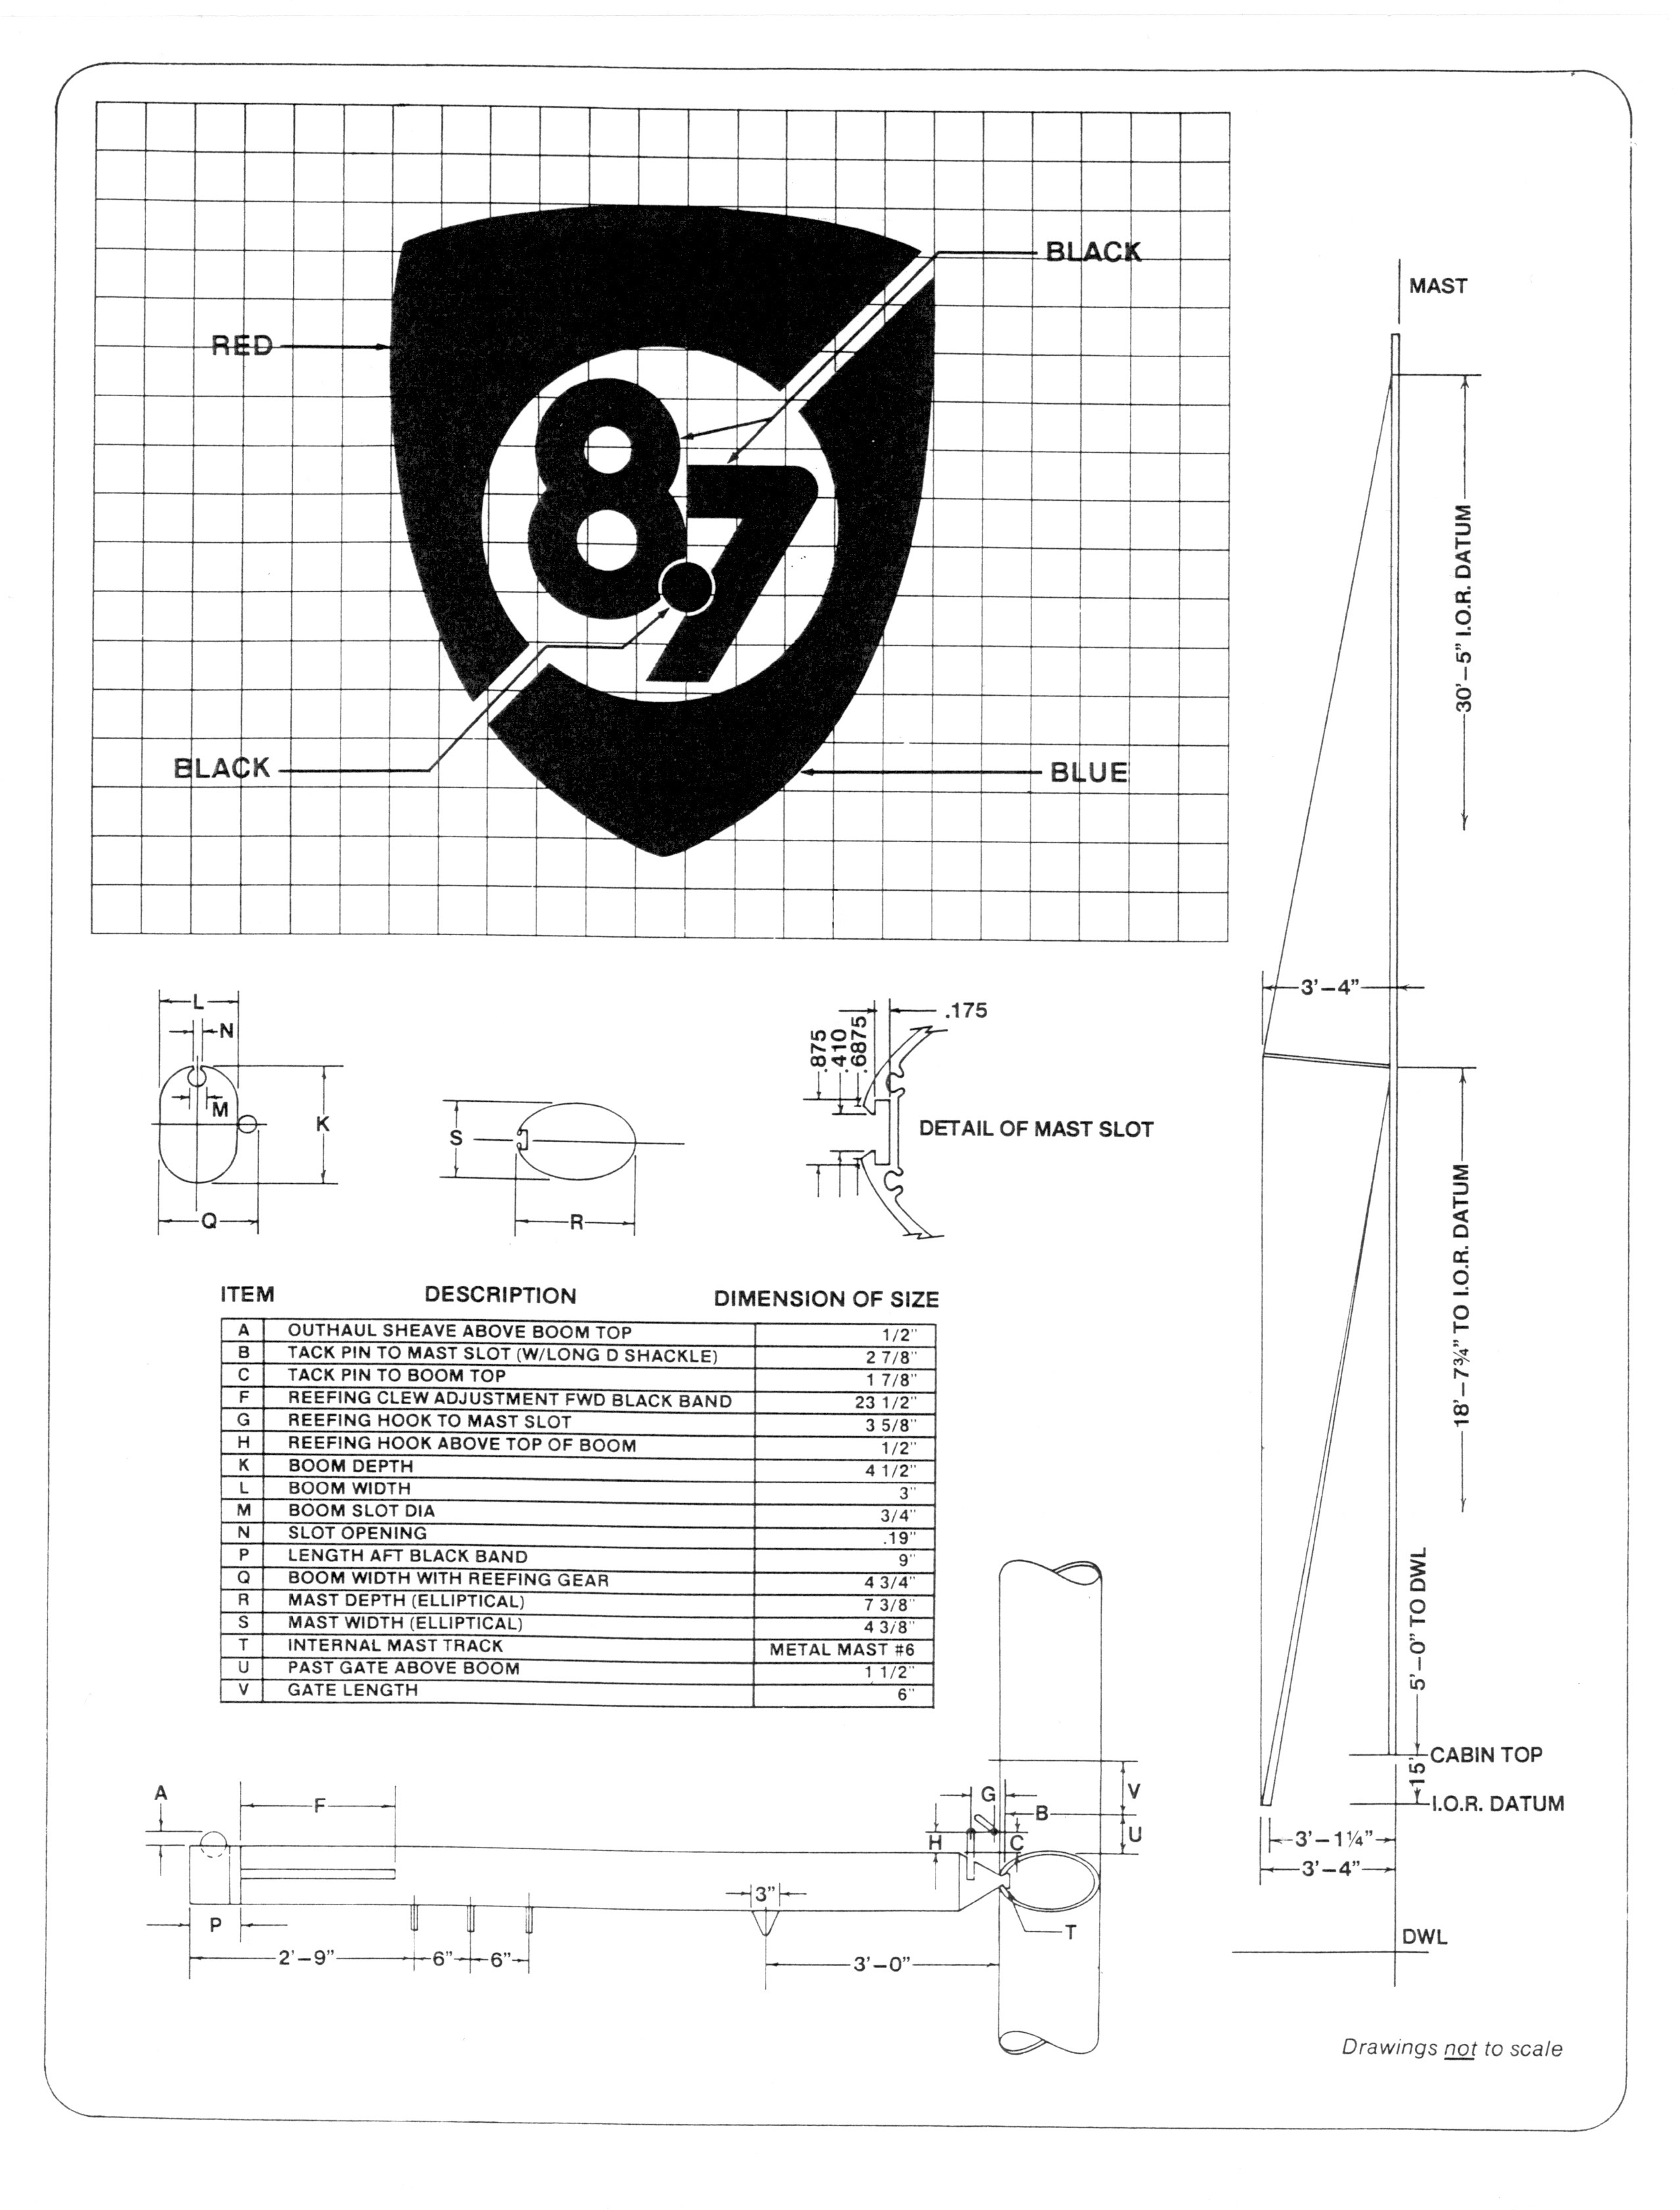 BLACK
MAST
RED
8.7
30'–5" I.O.R. DATUM
BLACK
BLUE
3'–4"
L
N
M
K
Q
S
R
.875
.410
.6875
.175
DETAIL OF MAST SLOT
18'–7¾" TO I.O.R. DATUM
ITEM DESCRIPTION DIMENSION OF SIZE
A OUTHAUL SHEAVE ABOVE BOOM TOP 1/2"
B TACK PIN TO MAST SLOT (W/LONG D SHACKLE) 2 7/8"
C TACK PIN TO BOOM TOP 1 7/8"
F REEFING CLEW ADJUSTMENT FWD BLACK BAND 23 1/2"
G REEFING HOOK TO MAST SLOT 3 5/8"
H REEFING HOOK ABOVE TOP OF BOOM 1/2"
K BOOM DEPTH 4 1/2"
L BOOM WIDTH 3"
M BOOM SLOT DIA 3/4"
N SLOT OPENING .19"
P LENGTH AFT BLACK BAND 9"
Q BOOM WIDTH WITH REEFING GEAR 4 3/4"
R MAST DEPTH (ELLIPTICAL) 7 3/8"
S MAST WIDTH (ELLIPTICAL) 4 3/8"
T INTERNAL MAST TRACK METAL MAST #6
U PAST GATE ABOVE BOOM 1 1/2"
V GATE LENGTH 6"
5'–0" TO DWL
CABIN TOP
15'
I.O.R. DATUM
3'–1¼"
3'–4"
DWL
A
F
G
B
V
H
C
U
3"
P
T
2'–9"
6"
6"
3'–0"
Drawings not to scale